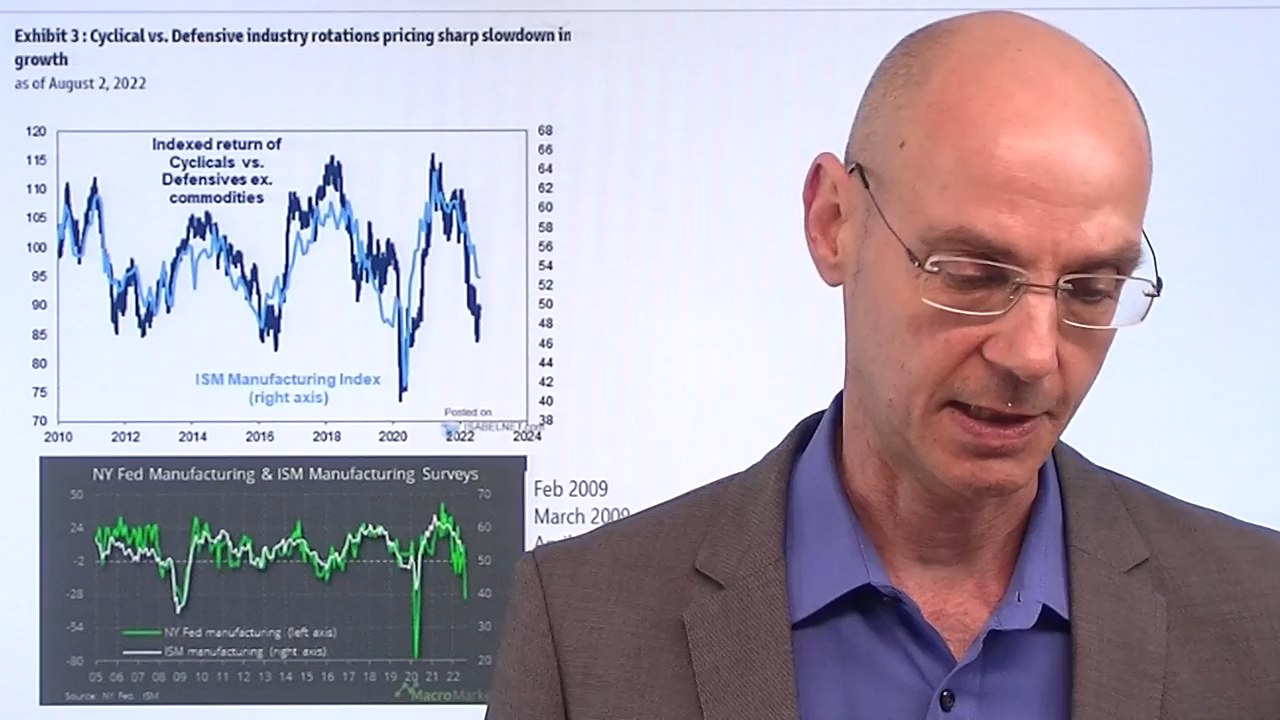 Exhibit 3 : Cyclical vs. Defensive industry rotations pricing sharp slowdown in
growth
as of August 2, 2022
120
115
110
105
100
95
90
85
80
75
70
Indexed return of
Cyclicals vs.
Defensives ex.
commodities
ISM Manufacturing Index
(right axis)
68
66
64
62
60
58
56
54
52
50
48
46
44
42
40
38
Posted on
ISABELNET.com
2010 2012 2014 2016 2018 2020 2022 2024
NY Fed Manufacturing & ISM Manufacturing Surveys
50
24
-2
-28
-54
-80
70
60
50
40
30
20
NY Fed manufacturing (left axis)
ISM manufacturing (right axis)
05 06 07 08 09 10 11 12 13 14 15 16 17 18 19 20 21 22
Source: NY Fed, ISM
Feb 2009
March 2009